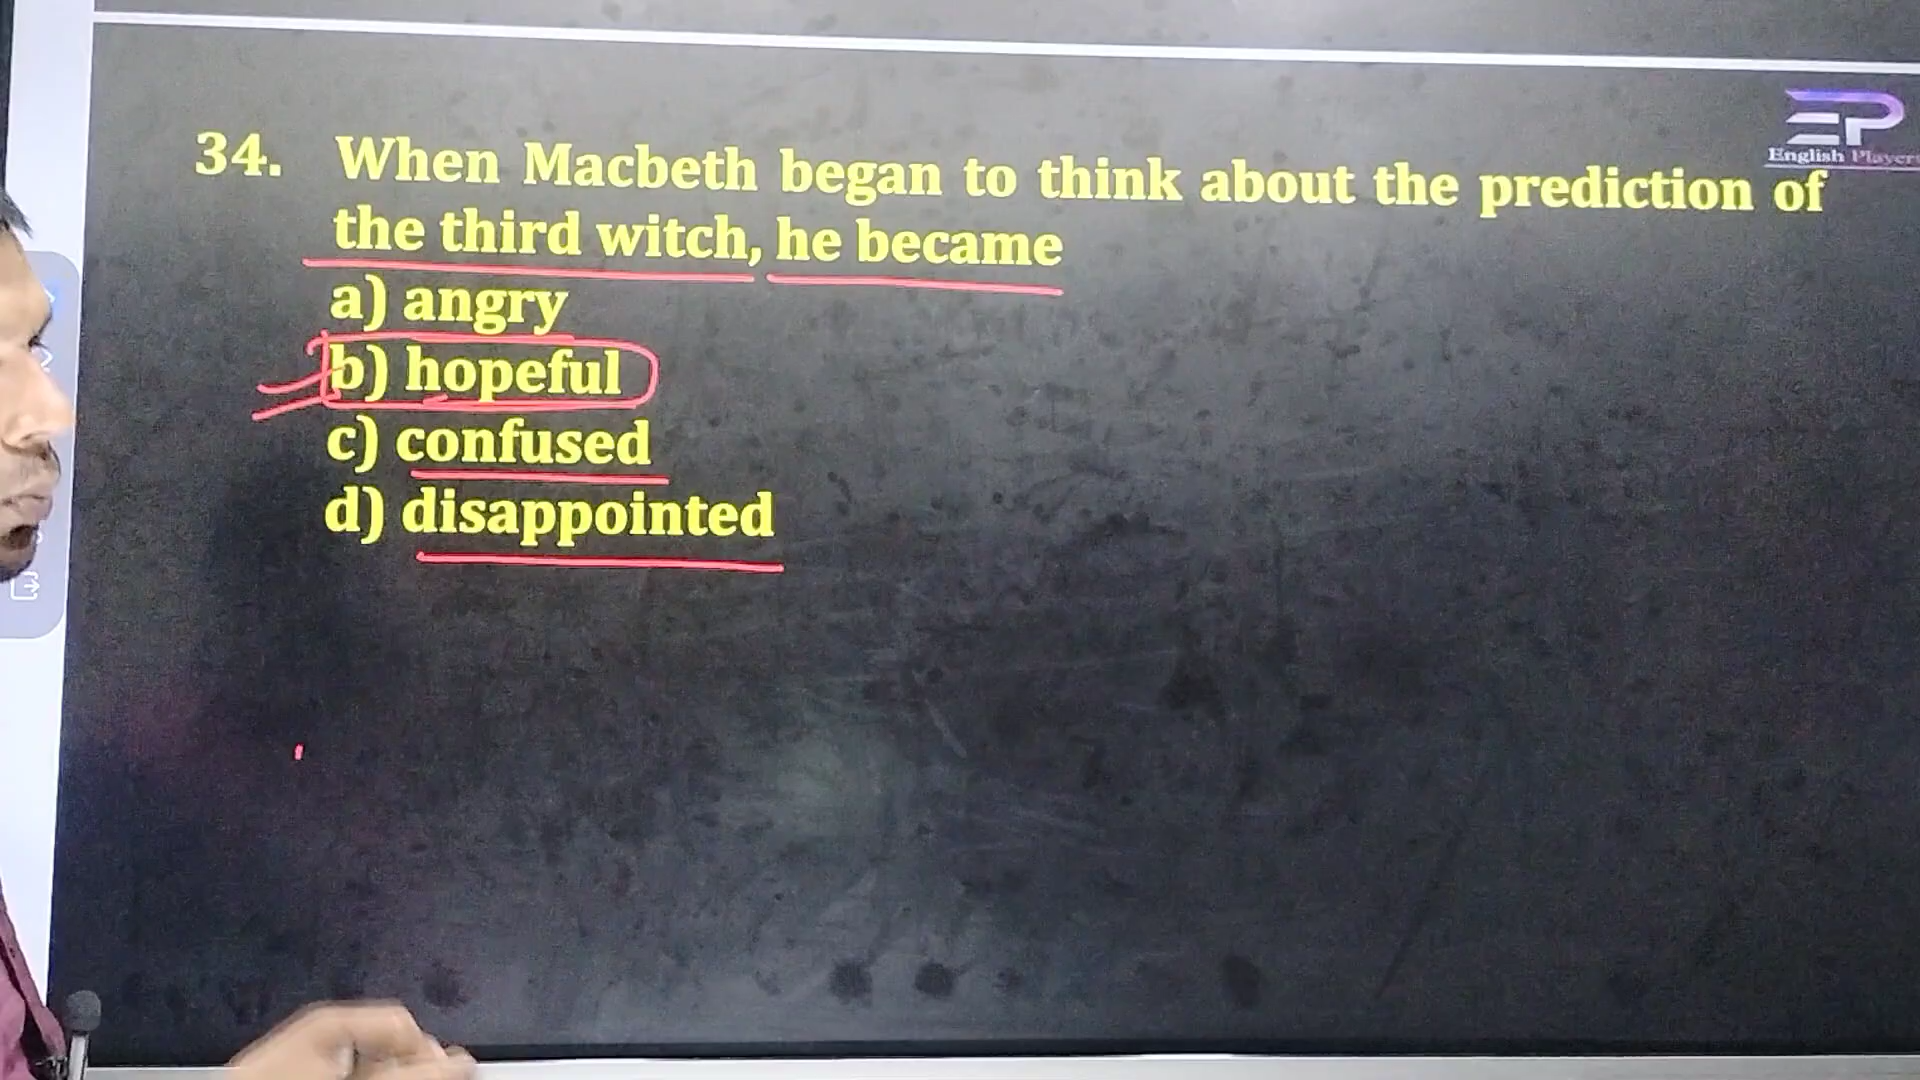 EP
English Players
34. When Macbeth began to think about the prediction of
the third witch, he became
a) angry
b) hopeful
c) confused
d) disappointed